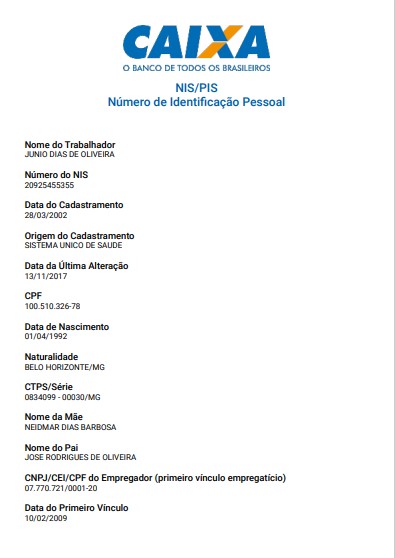 CAIXA
O BANCO DE TODOS OS BRASILEIROS
NIS/PIS
Número de Identificação Pessoal
Nome do Trabalhador
JUNIO DIAS DE OLIVEIRA
Número do NIS
20925455355
Data do Cadastramento
28/03/2002
Origem do Cadastramento
SISTEMA UNICO DE SAUDE
Data da Última Alteração
13/11/2017
CPF
100.510.326-78
Data de Nascimento
01/04/1992
Naturalidade
BELO HORIZONTE/MG
CTPS/Série
0834099 - 00030/MG
Nome da Mãe
NEIDMAR DIAS BARBOSA
Nome do Pai
JOSE RODRIGUES DE OLIVEIRA
CNPJ/CEI/CPF do Empregador (primeiro vínculo empregatício)
07.770.721/0001-20
Data do Primeiro Vínculo
10/02/2009